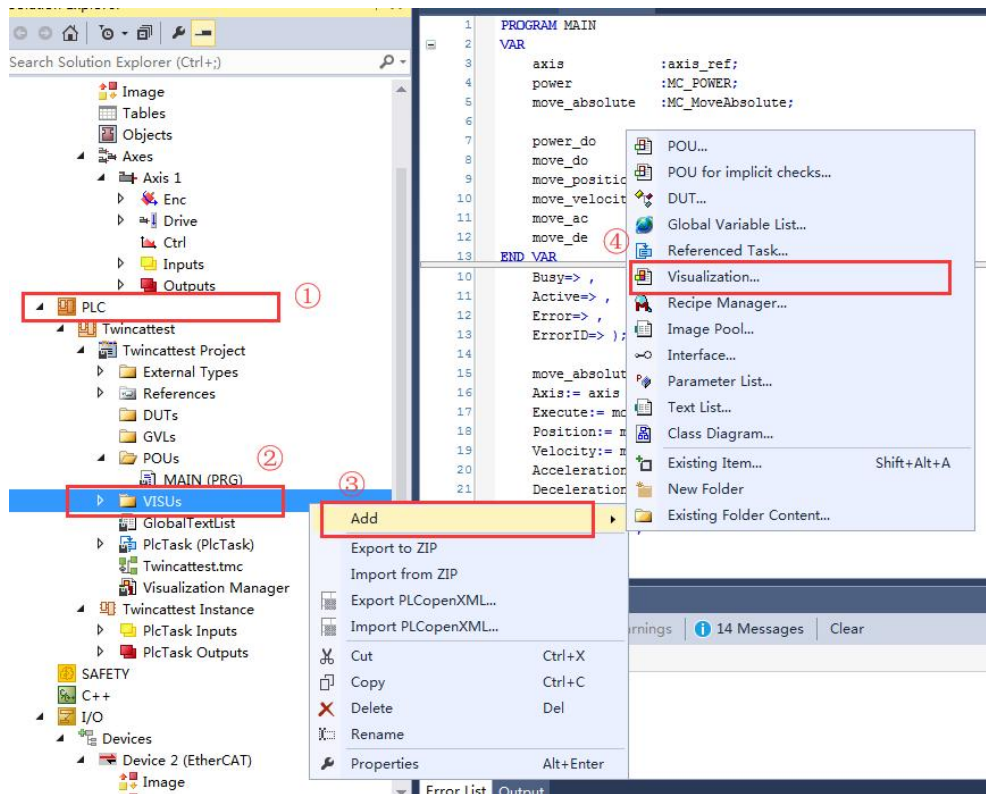 Search Solution Explorer (Ctrl+;)
Image
Tables
Objects
Axes
Axis 1
Enc
Drive
Ctrl
Inputs
Outputs
①
PLC
Twincattest
Twincattest Project
External Types
References
DUTs
GVLs
POUs
②
MAIN (PRG)
VISUs
GlobalTextList
PlcTask (PlcTask)
Twincattest.tmc
Visualization Manager
Twincattest Instance
PlcTask Inputs
PlcTask Outputs
SAFETY
C++
I/O
Devices
Device 2 (EtherCAT)
Image
1 PROGRAM MAIN
2 VAR
3 axis :axis_ref;
4 power :MC_POWER;
5 move_absolute :MC_MoveAbsolute;
6
7 power_do
8 move_do
9 move_positio
10 move_velocit
11 move_ac
12 move_de
13 END_VAR
10 Busy=> ,
11 Active=> ,
12 Error=> ,
13 ErrorID=> );
14
15 move_absolut
16 Axis:= axis
17 Execute:= mo
18 Position:= m
19 Velocity:= m
20 Acceleration
21 Deceleration
③
Add
Export to ZIP
Import from ZIP
Export PLCopenXML...
Import PLCopenXML...
Cut Ctrl+X
Copy Ctrl+C
Delete Del
Rename
Properties Alt+Enter
④
POU...
POU for implicit checks...
DUT...
Global Variable List...
Referenced Task...
Visualization...
Recipe Manager...
Image Pool...
Interface...
Parameter List...
Text List...
Class Diagram...
Existing Item... Shift+Alt+A
New Folder
Existing Folder Content...
rnings 14 Messages Clear
Error List Output